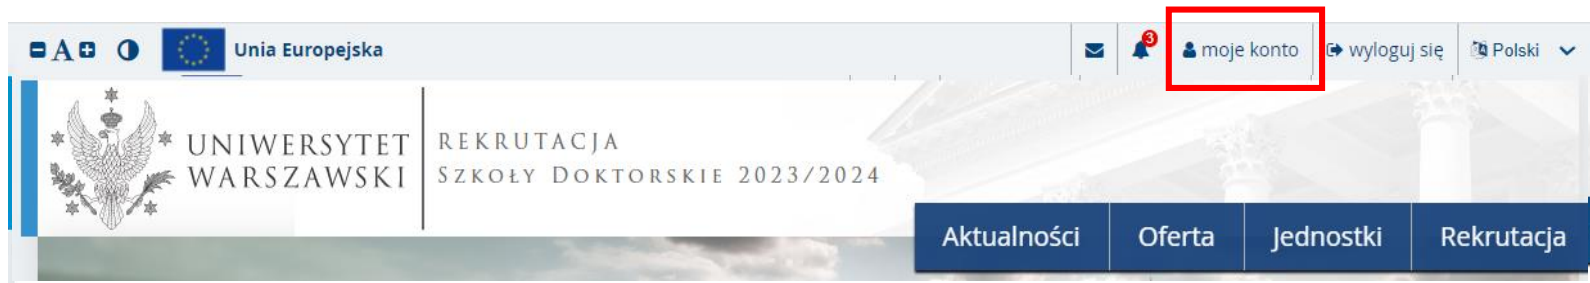 A Unia Europejska 3 moje konto wyloguj się Polski
UNIWERSYTET
WARSZAWSKI
REKRUTACJA
SZKOŁY DOKTORSKIE 2023/2024
Aktualności Oferta Jednostki Rekrutacja